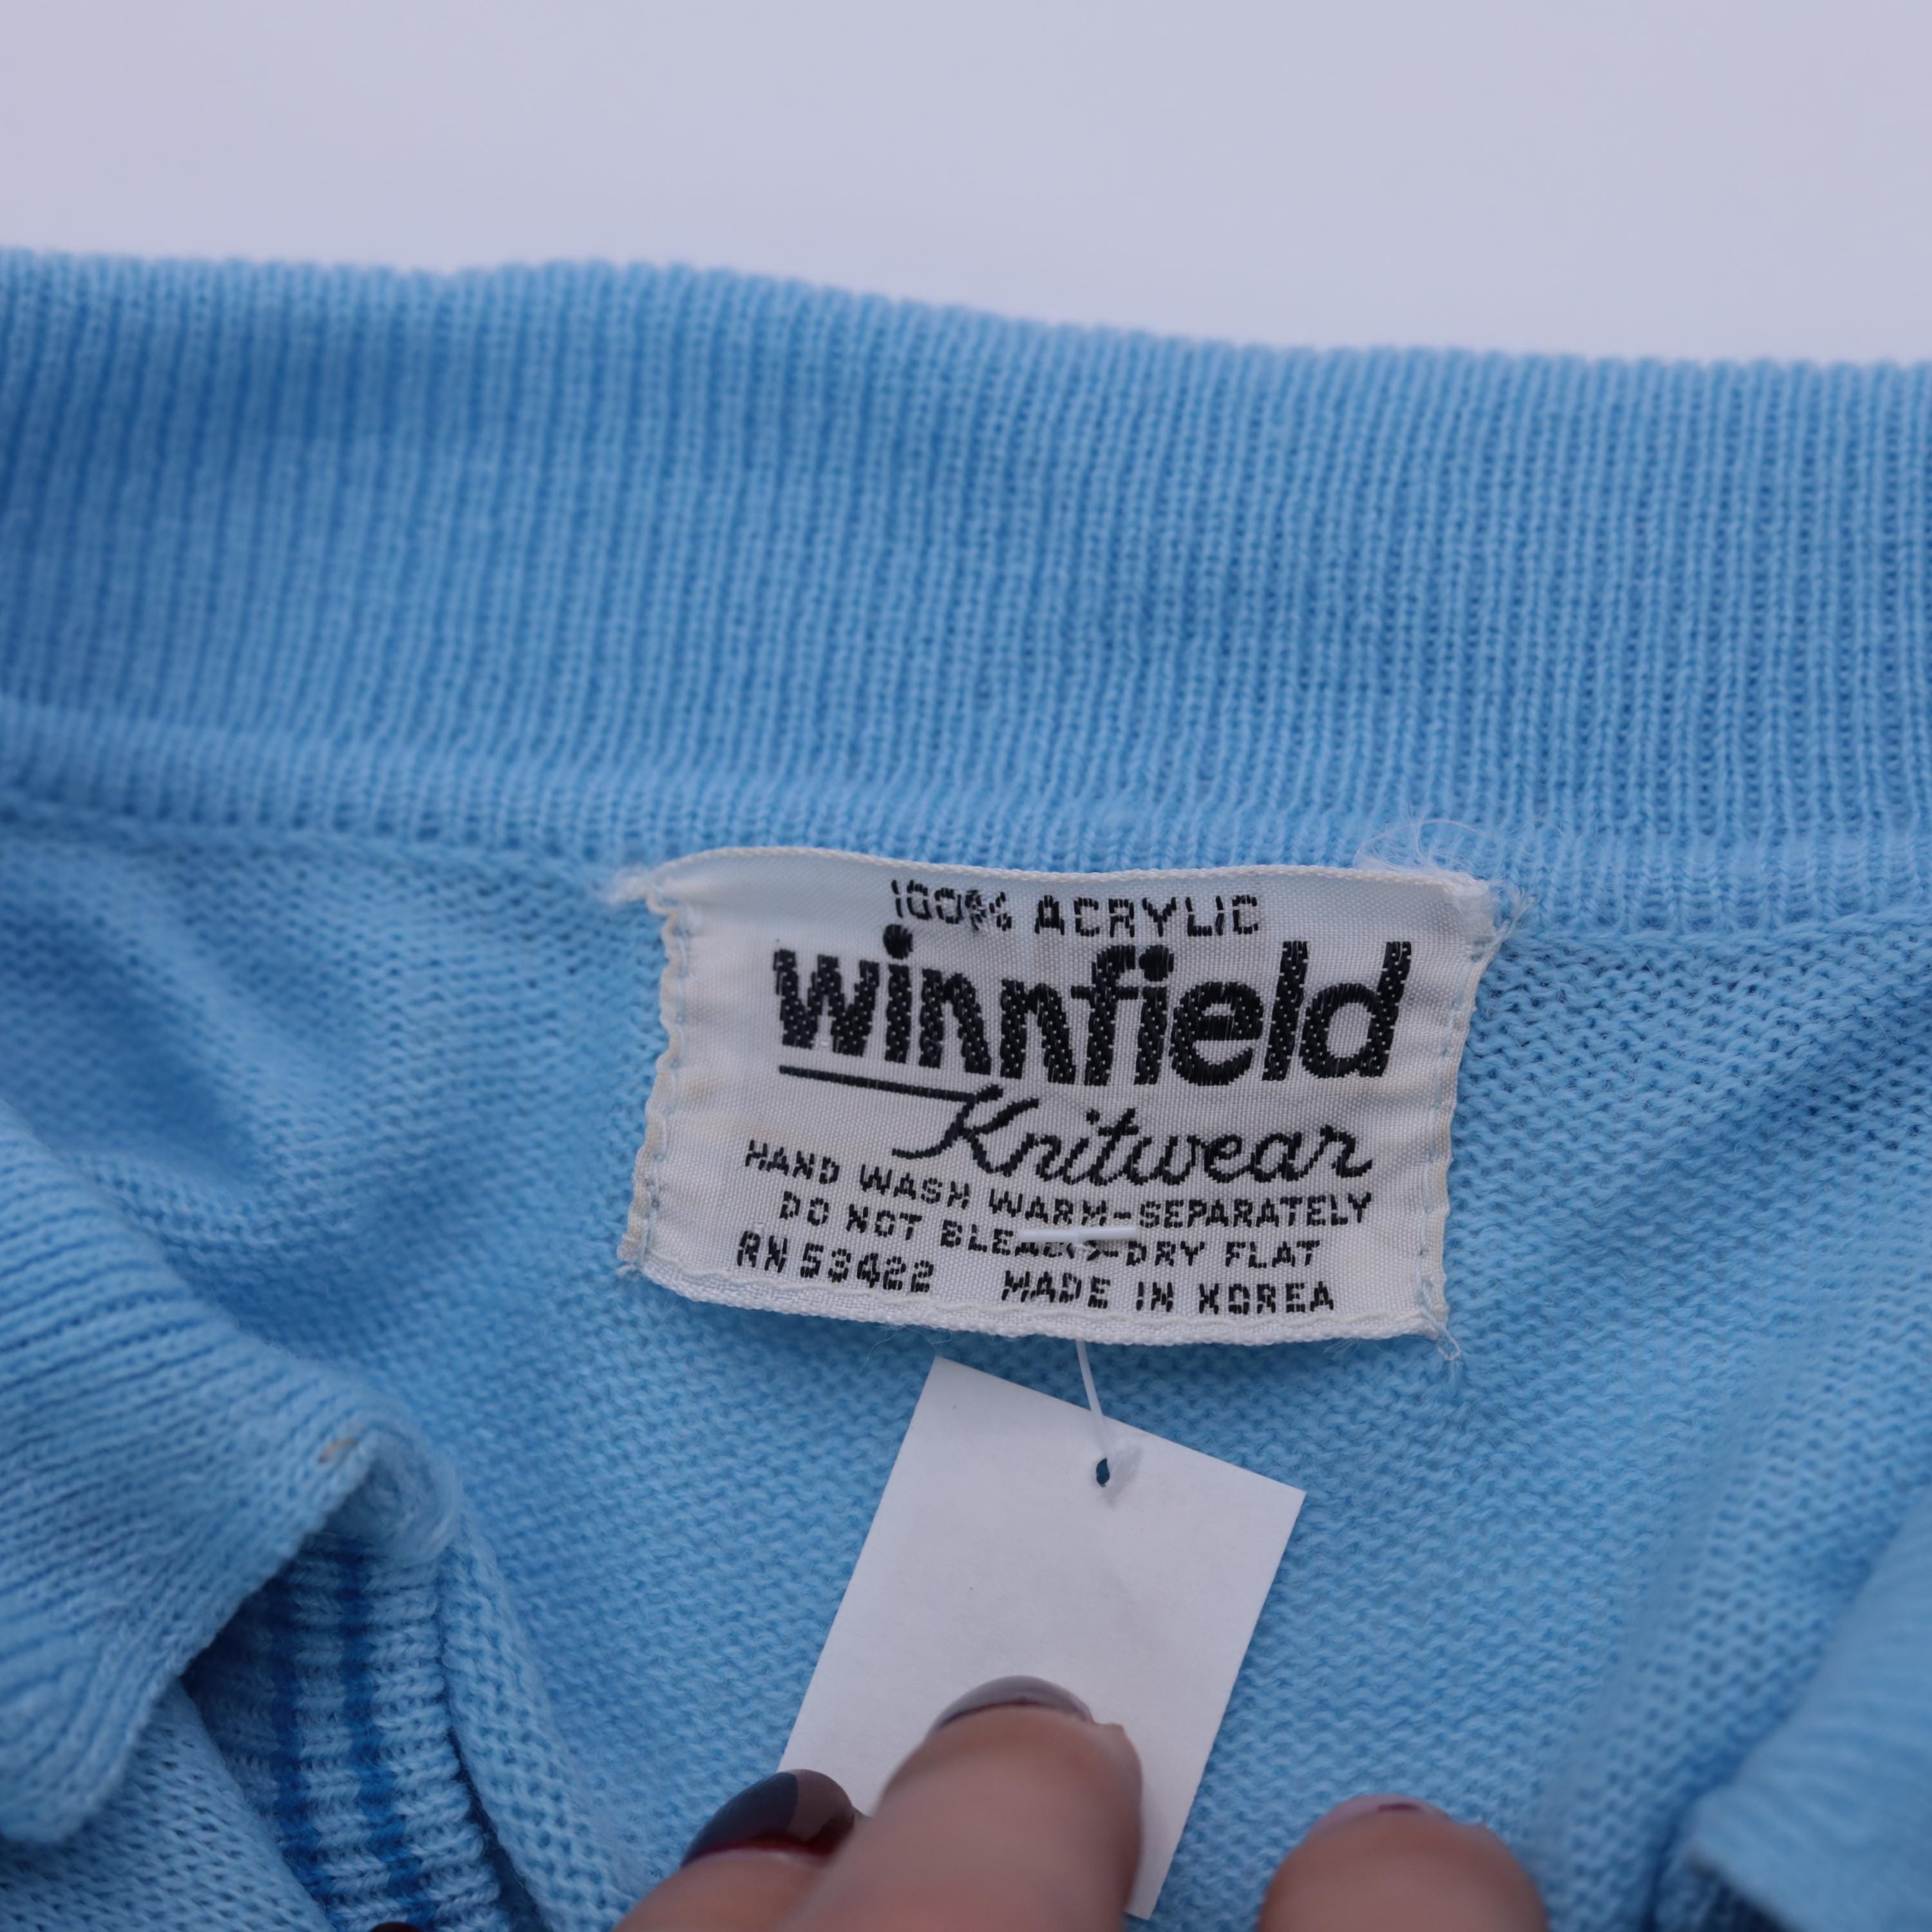 100% ACRYLIC
winnfield
Knitwear
HAND WASH WARM-SEPARATELY
DO NOT BLEACH-DRY FLAT
RN 53422 MADE IN KOREA